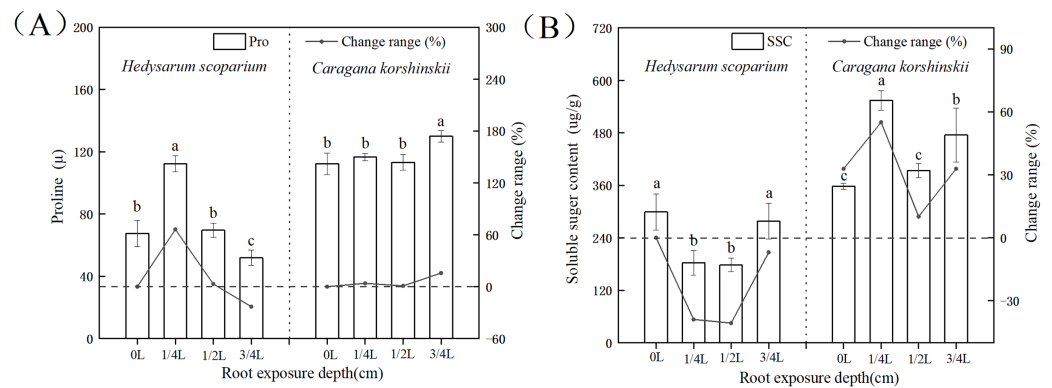 (A)
Pro
Change range (%)
Hedysarum scoparium
Caragana korshinskii
Proline (μ)
200
160
120
80
40
0
b
a
b
c
b
b
b
a
300
240
180
120
60
0
−60
Change range (%)
0L
1/4L
1/2L
3/4L
0L
1/4L
1/2L
3/4L
Root exposure depth(cm)
(B)
SSC
Change range (%)
Hedysarum scoparium
Caragana korshinskii
Soluble suger content (ug/g)
720
600
480
360
240
120
0
a
b
b
a
c
a
c
b
90
60
30
0
−30
Change range (%)
0L
1/4L
1/2L
3/4L
0L
1/4L
1/2L
3/4L
Root exposure depth(cm)